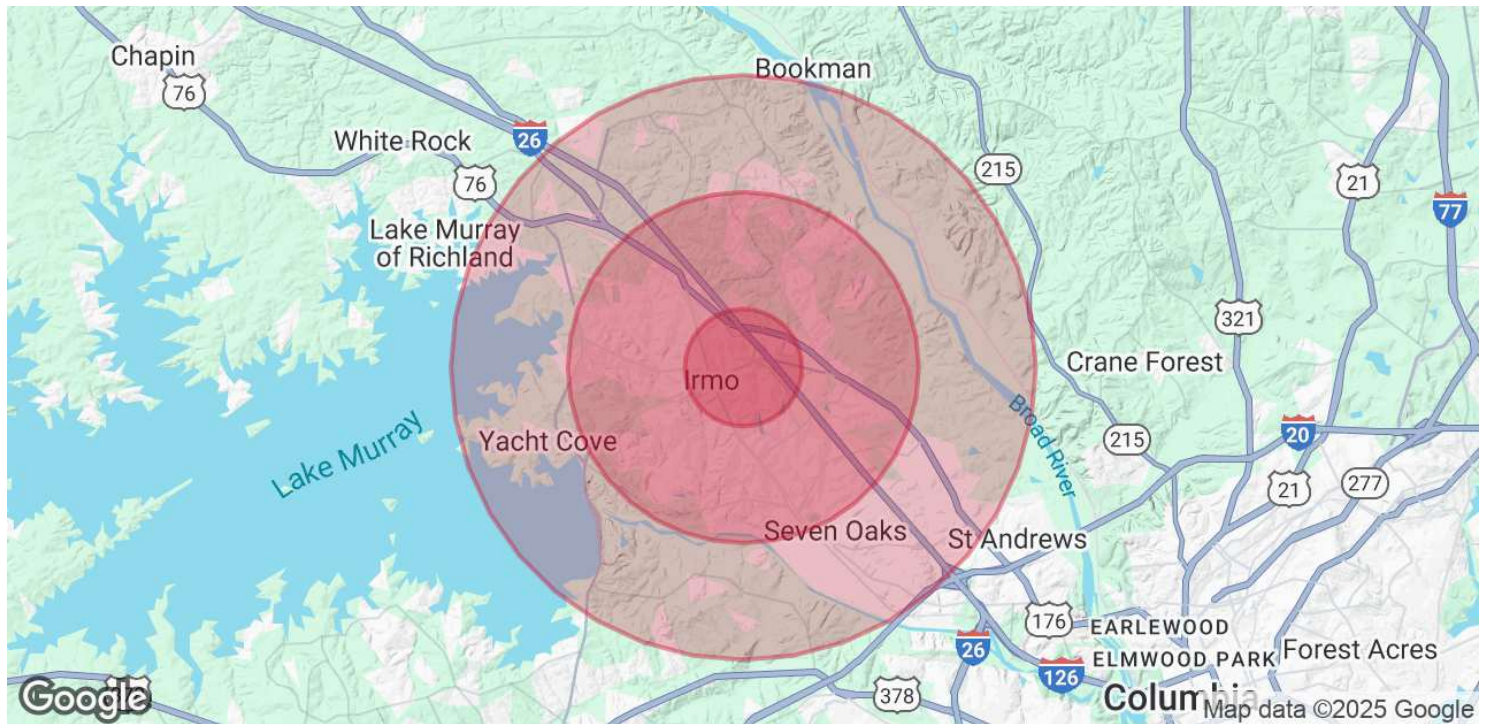 Chapin
76
White Rock
26
76
Lake Murray
of Richland
Bookman
215
21
77
Irmo
Yacht Cove
Lake Murray
Crane Forest
321
Broad River
215
20
21
277
Seven Oaks
St Andrews
176
EARLEWOOD
26
ELMWOOD PARK
Forest Acres
126
378
Columbia
Google
Map data ©2025 Google